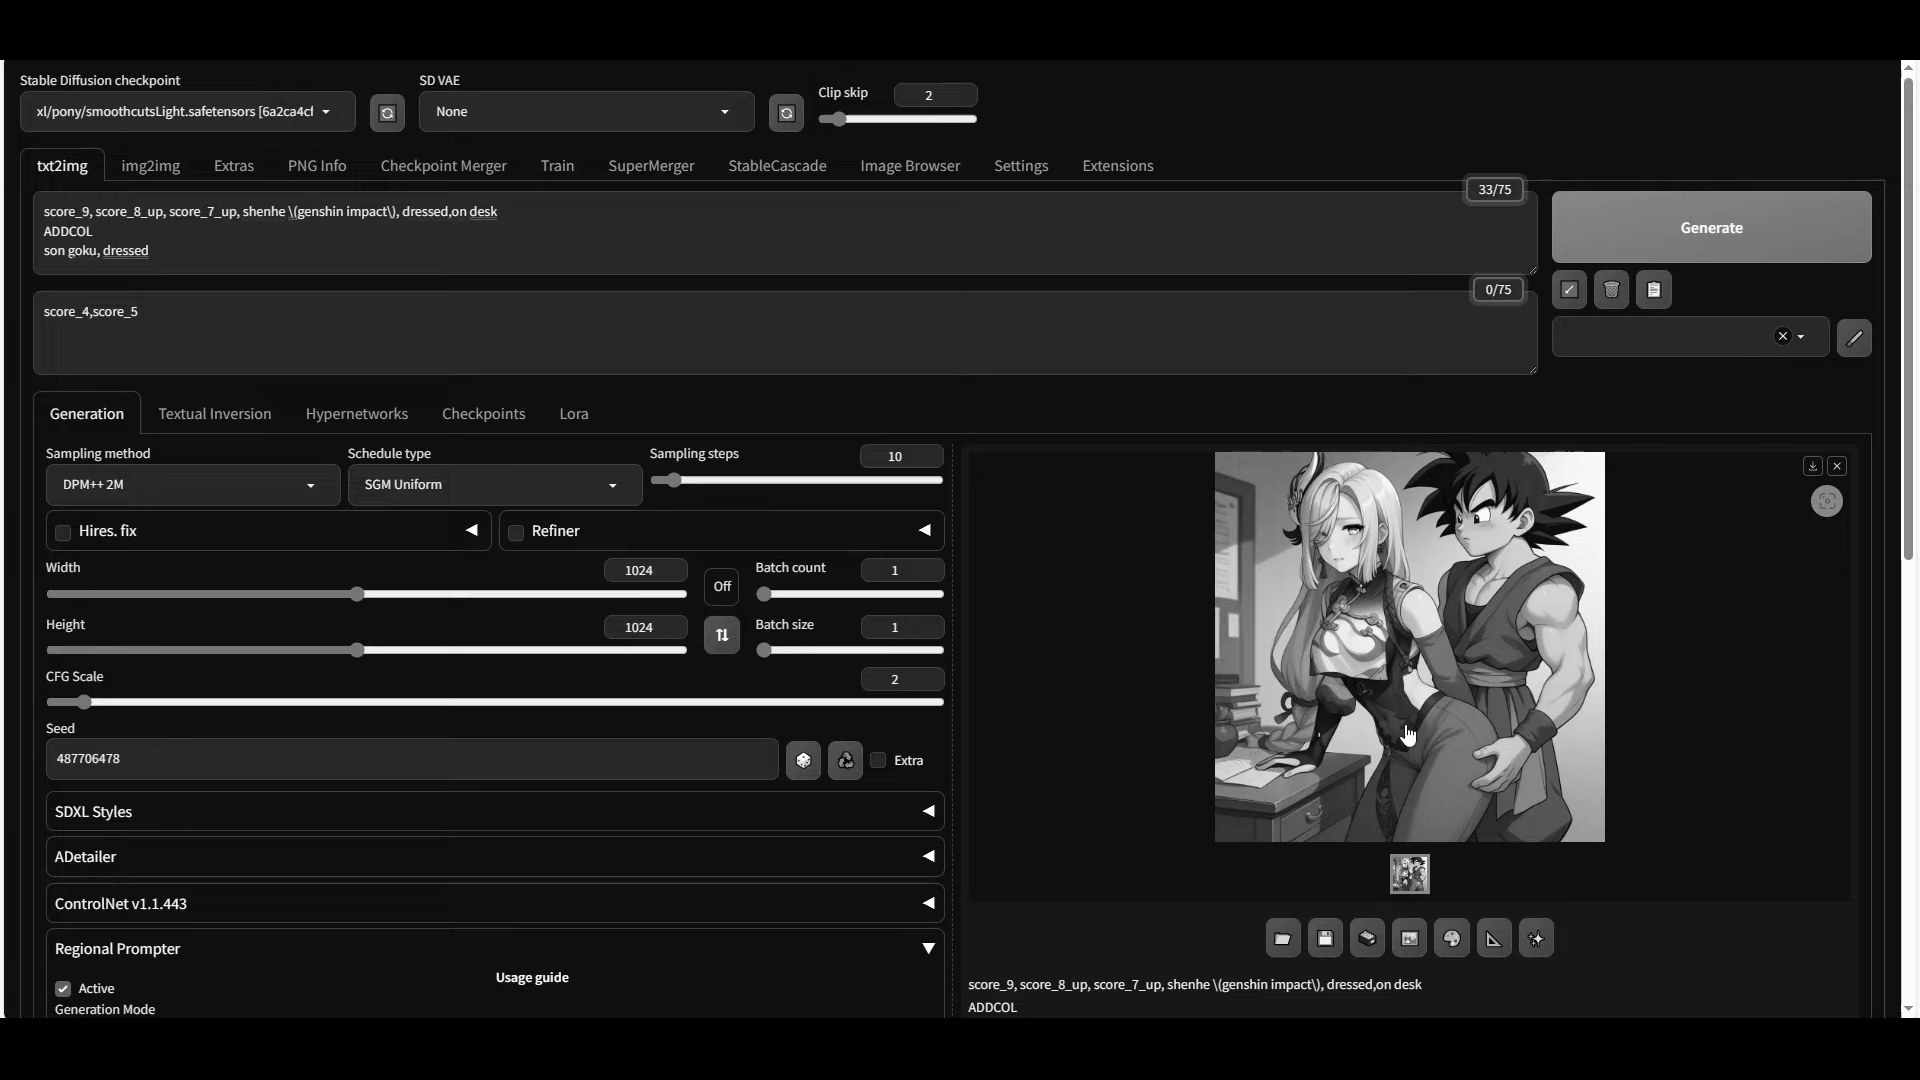 Stable Diffusion checkpoint
SD VAE
Clip skip
2
xl/pony/smoothcutsLight.safetensors [6a2ca4cf
None
txt2img
img2img
Extras
PNG Info
Checkpoint Merger
Train
SuperMerger
StableCascade
Image Browser
Settings
Extensions
33/75
score_9, score_8_up, score_7_up, shenhe \(genshin impact\), dressed,on desk
ADDCOL
son goku, dressed
Generate
0/75
score_4,score_5
Generation
Textual Inversion
Hypernetworks
Checkpoints
Lora
Sampling method
Schedule type
Sampling steps
10
DPM++ 2M
SGM Uniform
Hires. fix
Refiner
Width
1024
Off
Batch count
1
Height
1024
Batch size
1
CFG Scale
2
Seed
487706478
Extra
SDXL Styles
ADetailer
ControlNet v1.1.443
Regional Prompter
Usage guide
Active
Generation Mode
score_9, score_8_up, score_7_up, shenhe \(genshin impact\), dressed,on desk
ADDCOL